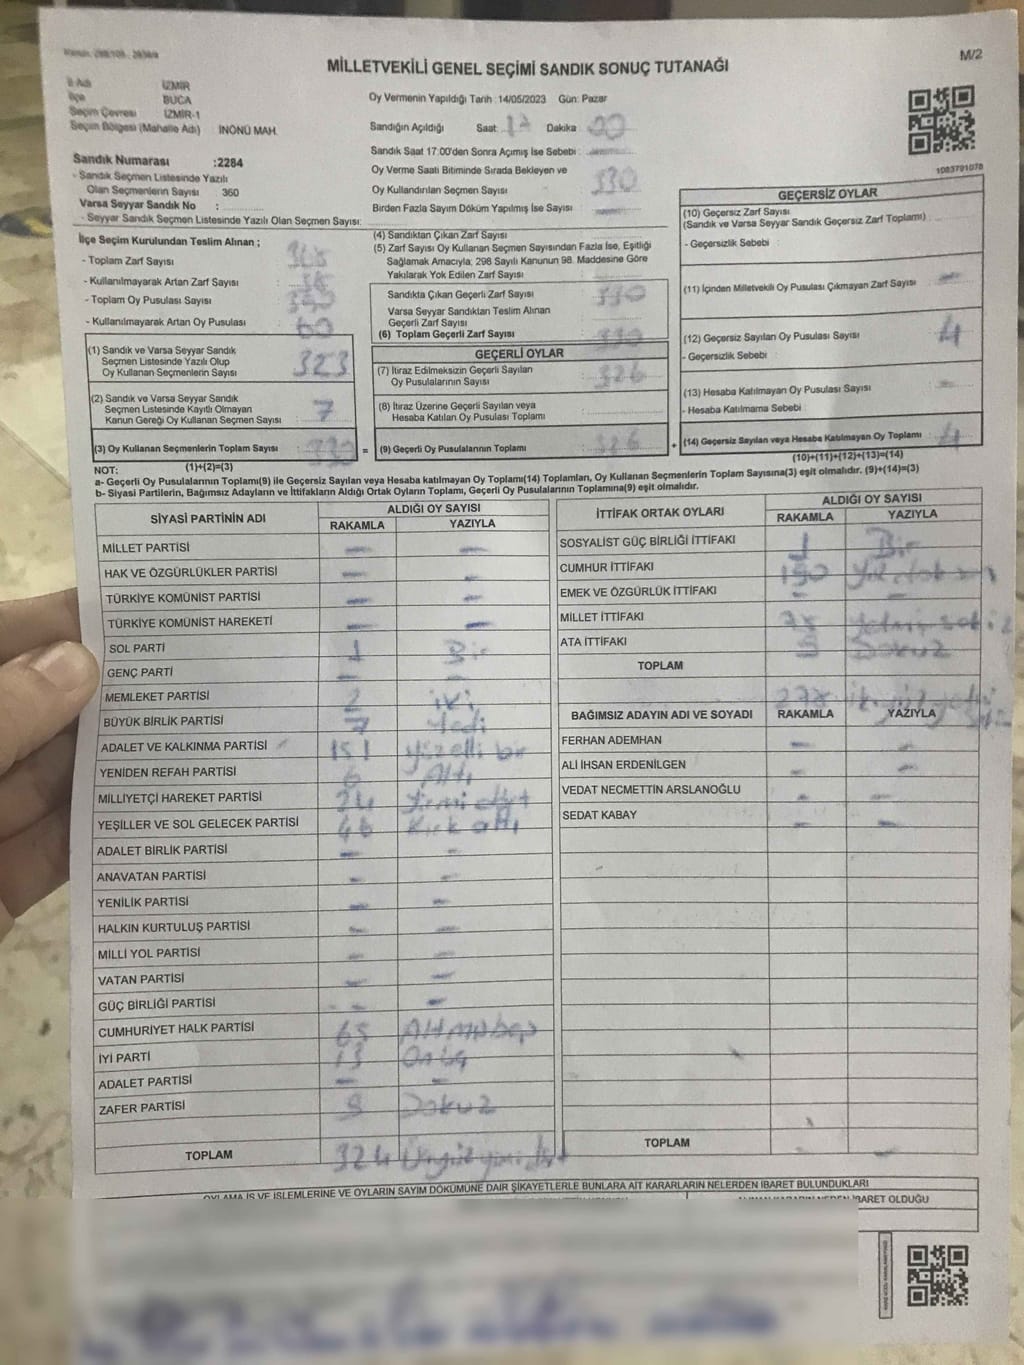 MİLLETVEKİLİ GENEL SEÇİMİ SANDIK SONUÇ TUTANAĞI
M/2
İl Adı İZMİR
İlçe BUCA
Seçim Çevresi İZMİR-1
Seçim Bölgesi (Mahalle Adı) : İNÖNÜ MAH.
Oy Vermenin Yapıldığı Tarih :14/05/2023 Gün: Pazar
Sandığın Açıldığı Saat: 17 Dakika : 00
Sandık Saat 17:00'den Sonra Açımış İse Sebebi :
Oy Verme Saati Bitiminde Sırada Bekleyen ve
Oy Kullandırılan Seçmen Sayısı : 330
Birden Fazla Sayım Döküm Yapılmış İse Sayısı :
1083791078
Sandık Numarası :2284
- Sandık Seçmen Listesinde Yazılı
Olan Seçmenlerin Sayısı : 360
Varsa Seyyar Sandık No :
- Seyyar Sandık Seçmen Listesinde Yazılı Olan Seçmen Sayısı:
İlçe Seçim Kurulundan Teslim Alınan ;
- Toplam Zarf Sayısı :
- Kullanılmayarak Artan Zarf Sayısı :
- Toplam Oy Pusulası Sayısı :
- Kullanılmayarak Artan Oy Pusulası : 60
(1) Sandık ve Varsa Seyyar Sandık
Seçmen Listesinde Yazılı Olup
Oy Kullanan Seçmenlerin Sayısı : 323
(2) Sandık ve Varsa Seyyar Sandık
Seçmen Listesinde Kayıtlı Olmayan
Kanun Gereği Oy Kullanan Seçmen Sayısı : 7
(3) Oy Kullanan Seçmenlerin Toplam Sayısı : 330
(1)+(2)=(3)
(4) Sandıktan Çıkan Zarf Sayısı :
(5) Zarf Sayısı Oy Kullanan Seçmen Sayısından Fazla İse, Eşitliği
Sağlamak Amacıyla; 298 Sayılı Kanunun 98. Maddesine Göre
Yakılarak Yok Edilen Zarf Sayısı :
Sandıkta Çıkan Geçerli Zarf Sayısı : 330
Varsa Seyyar Sandıktan Teslim Alınan
Geçerli Zarf Sayısı :
(6) Toplam Geçerli Zarf Sayısı : 330
GEÇERLİ OYLAR
(7) İtiraz Edilmeksizin Geçerli Sayılan
Oy Pusulalarının Sayısı : 326
(8) İtiraz Üzerine Geçerli Sayılan veya
Hesaba Katılan Oy Pusulası Toplamı :
= (9) Geçerli Oy Pusulalarının Toplamı : 326 +
GEÇERSİZ OYLAR
(10) Geçersiz Zarf Sayısı
(Sandık ve Varsa Seyyar Sandık Geçersiz Zarf Toplamı) :
- Geçersizlik Sebebi :
(11) İçinden Milletvekili Oy Pusulası Çıkmayan Zarf Sayısı : -
(12) Geçersiz Sayılan Oy Pusulası Sayısı : 4
- Geçersizlik Sebebi :
(13) Hesaba Katılmayan Oy Pusulası Sayısı : -
- Hesaba Katılmama Sebebi :
(14) Geçersiz Sayılan veya Hesaba Katılmayan Oy Toplamı : 4
(10)+(11)+(12)+(13)=(14)
NOT:
a- Geçerli Oy Pusulalarının Toplamı(9) ile Geçersiz Sayılan veya Hesaba katılmayan Oy Toplamı(14) Toplamları, Oy Kullanan Seçmenlerin Toplam Sayısına(3) eşit olmalıdır. (9)+(14)=(3)
b- Siyasi Partilerin, Bağımsız Adayların ve İttifakların Aldığı Ortak Oyların Toplamı, Geçerli Oy Pusulalarının Toplamına(9) eşit olmalıdır.
SİYASİ PARTİNİN ADI ALDIĞI OY SAYISI
RAKAMLA YAZIYLA
MİLLET PARTİSİ - -
HAK VE ÖZGÜRLÜKLER PARTİSİ - -
TÜRKİYE KOMÜNİST PARTİSİ - -
TÜRKİYE KOMÜNİST HAREKETİ - -
SOL PARTİ 1 Bir
GENÇ PARTİ - -
MEMLEKET PARTİSİ 2 iki
BÜYÜK BİRLİK PARTİSİ 7 Yedi
ADALET VE KALKINMA PARTİSİ 151 yüzelli bir
YENİDEN REFAH PARTİSİ 6 Altı
MİLLİYETÇİ HAREKET PARTİSİ 24 yirmi dört
YEŞİLLER VE SOL GELECEK PARTİSİ 46 Kırk altı
ADALET BİRLİK PARTİSİ - -
ANAVATAN PARTİSİ - -
YENİLİK PARTİSİ - -
HALKIN KURTULUŞ PARTİSİ - -
MİLLİ YOL PARTİSİ - -
VATAN PARTİSİ - -
GÜÇ BİRLİĞİ PARTİSİ - -
CUMHURİYET HALK PARTİSİ 65 Altmışbeş
İYİ PARTİ 13
ADALET PARTİSİ - -
ZAFER PARTİSİ 9 Dokuz
TOPLAM 324 Üçyüzyirmi dört
İTTİFAK ORTAK OYLARI ALDIĞI OY SAYISI
RAKAMLA YAZIYLA
SOSYALİST GÜÇ BİRLİĞİ İTTİFAKI 1 Bir
CUMHUR İTTİFAKI
EMEK VE ÖZGÜRLÜK İTTİFAKI - -
MİLLET İTTİFAKI 78 yetmiş sekiz
ATA İTTİFAKI 9 Dokuz
TOPLAM 278
BAĞIMSIZ ADAYIN ADI VE SOYADI RAKAMLA YAZIYLA
FERHAN ADEMHAN - -
ALİ İHSAN ERDENİLGEN - -
VEDAT NECMETTİN ARSLANOĞLU - -
SEDAT KABAY - -
TOPLAM - -
OYLAMA İŞ VE İŞLEMLERİNE VE OYLARIN SAYIM DÖKÜMÜNE DAİR ŞİKAYETLERLE BUNLARA AİT KARARLARIN NELERDEN İBARET BULUNDUKLARI
İBARET OLDUĞU